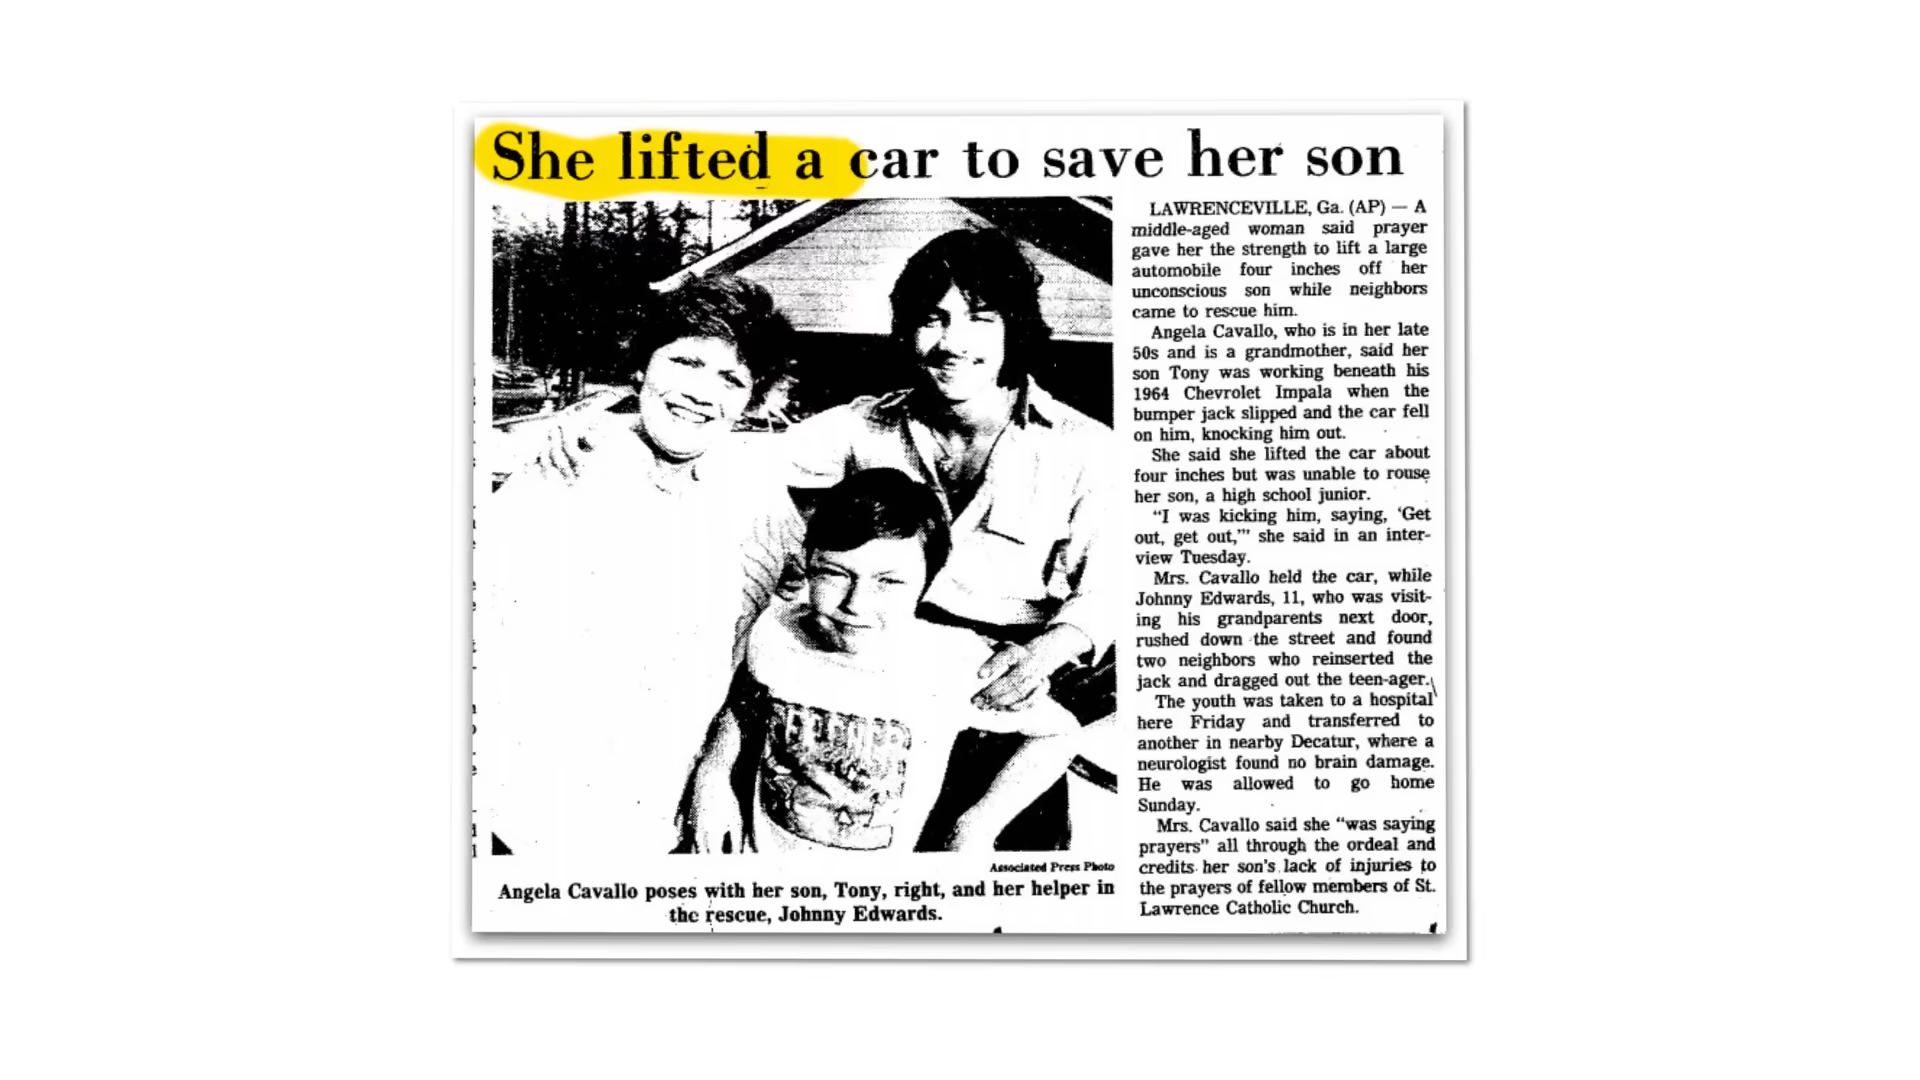 She lifted a car to save her son
LAWRENCEVILLE, Ga. (AP) — A
middle-aged woman said prayer
gave her the strength to lift a large
automobile four inches off her
unconscious son while neighbors
came to rescue him.
Angela Cavallo, who is in her late
50s and is a grandmother, said her
son Tony was working beneath his
1964 Chevrolet Impala when the
bumper jack slipped and the car fell
on him, knocking him out.
She said she lifted the car about
four inches but was unable to rouse
her son, a high school junior.
“I was kicking him, saying, ‘Get
out, get out,’” she said in an inter-
view Tuesday.
Mrs. Cavallo held the car, while
Johnny Edwards, 11, who was visit-
ing his grandparents next door,
rushed down the street and found
two neighbors who reinserted the
jack and dragged out the teen-ager.
The youth was taken to a hospital
here Friday and transferred to
another in nearby Decatur, where a
neurologist found no brain damage.
He was allowed to go home
Sunday.
Mrs. Cavallo said she “was saying
prayers” all through the ordeal and
credits her son's lack of injuries to
the prayers of fellow members of St.
Lawrence Catholic Church.
Associated Press Photo
Angela Cavallo poses with her son, Tony, right, and her helper in
the rescue, Johnny Edwards.